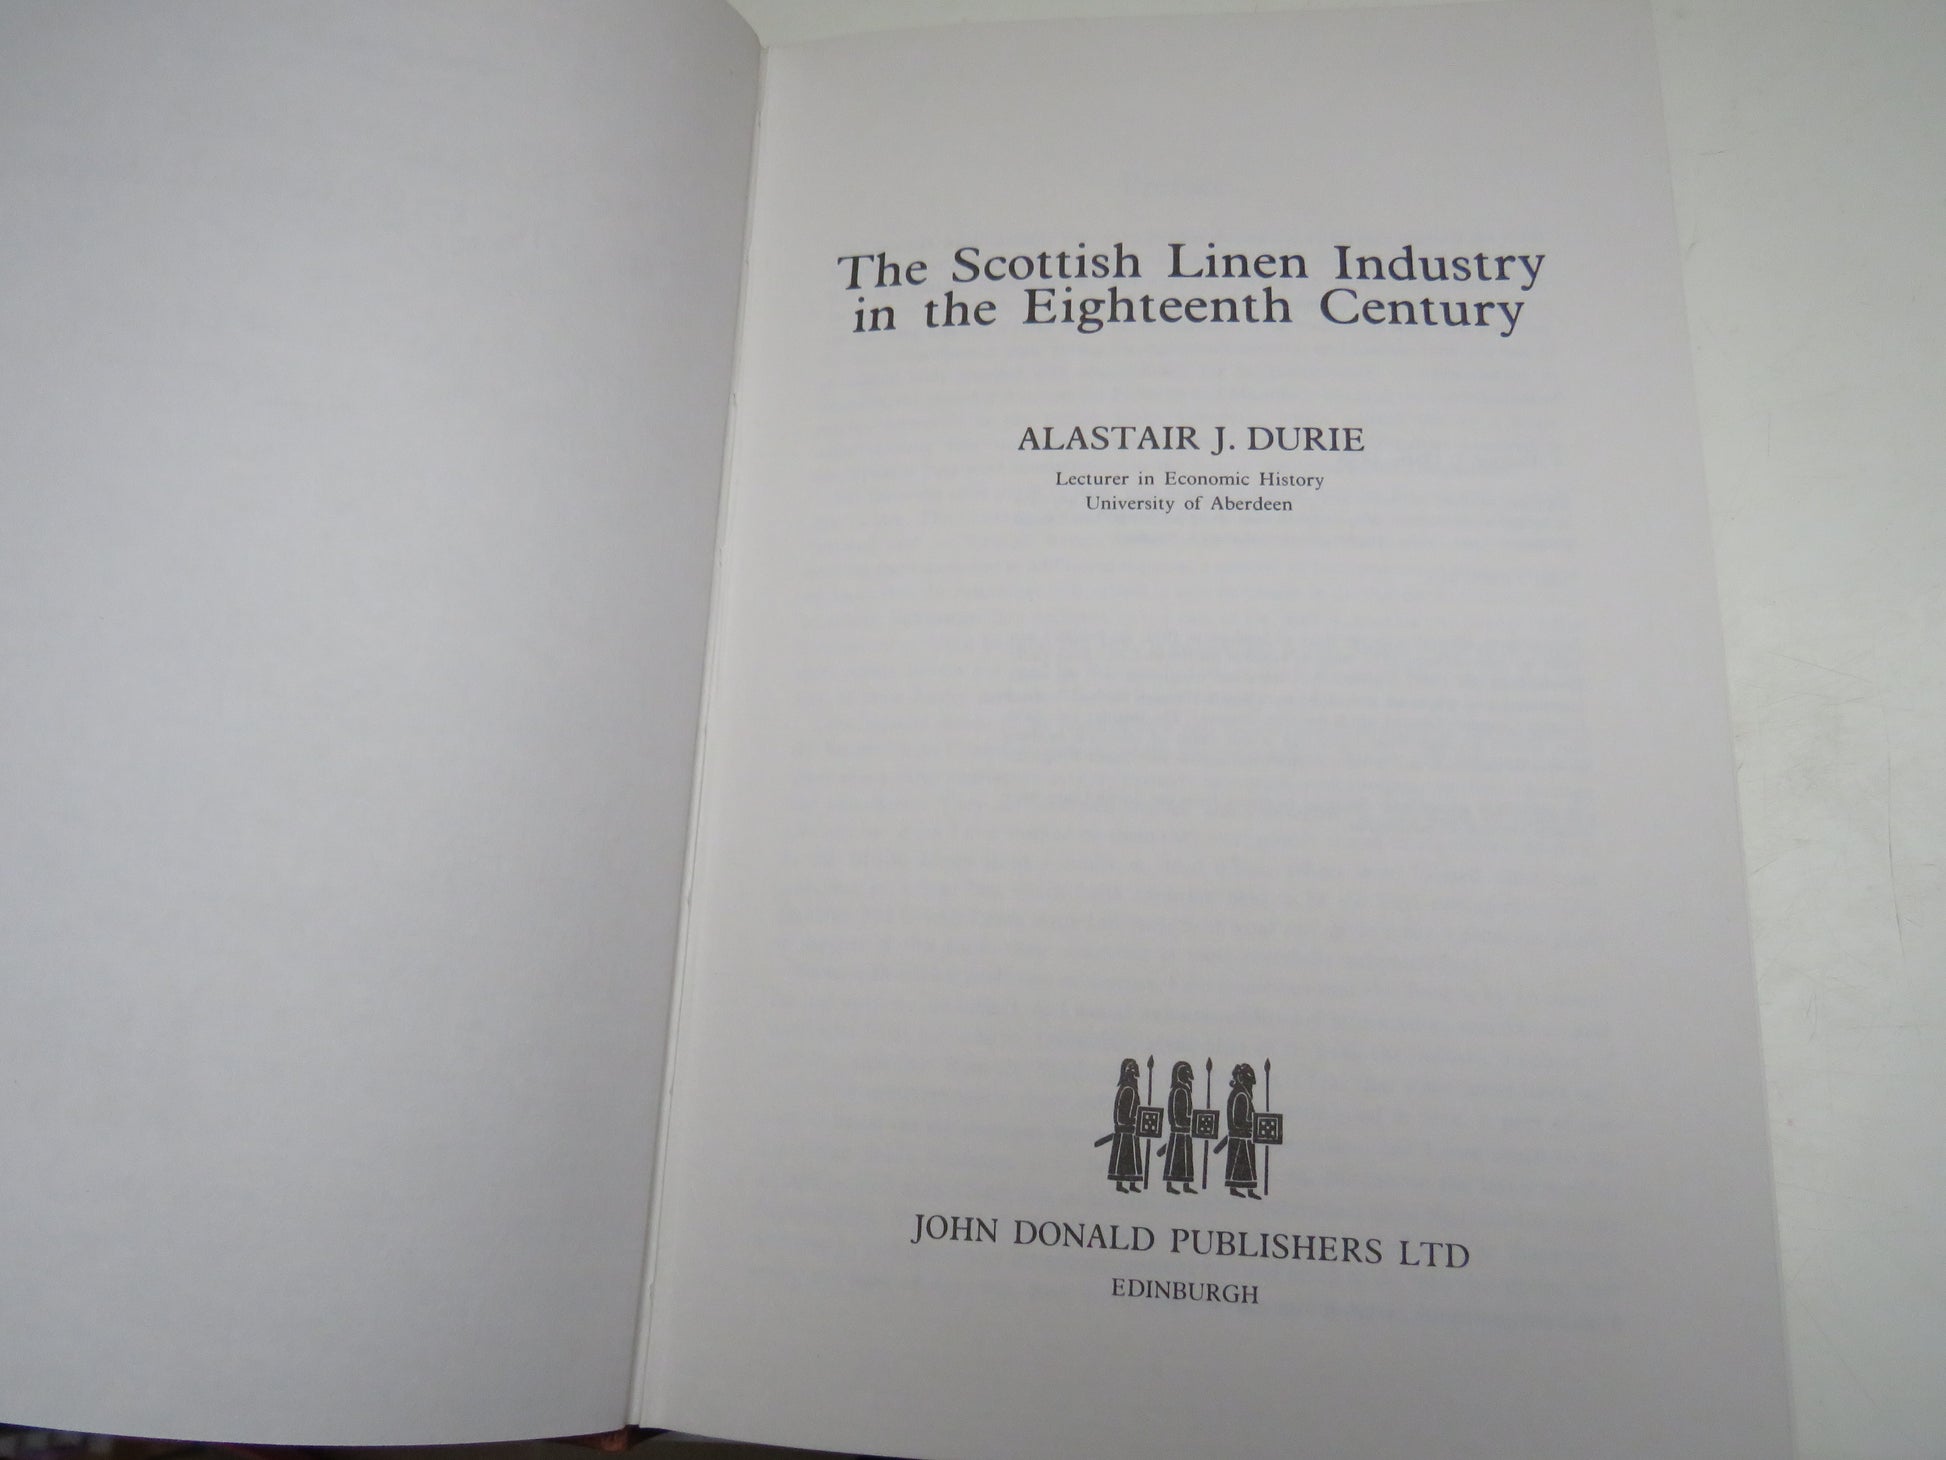 The Scottish Linen Industry
in the Eighteenth Century
ALASTAIR J. DURIE
Lecturer in Economic History
University of Aberdeen
JOHN DONALD PUBLISHERS LTD
EDINBURGH